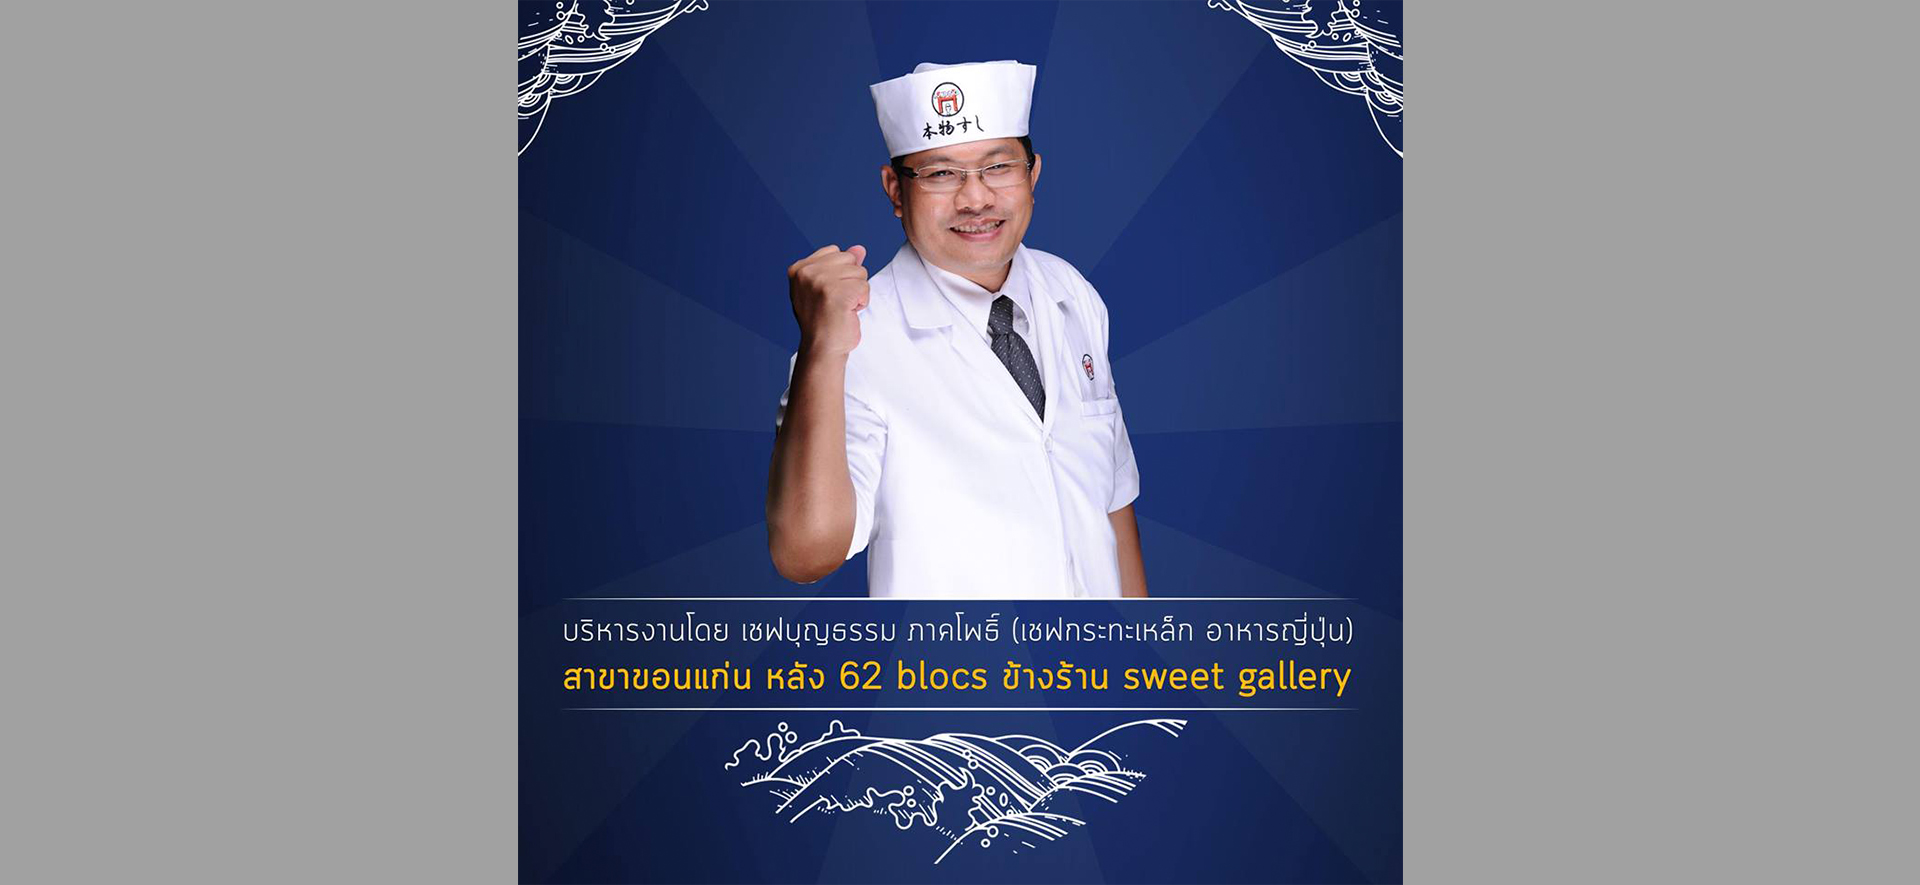 本物すし
บริหารงานโดย เชฟบุญธรรม ภาคโพธิ์ (เชฟกระทะเหล็ก อาหารญี่ปุ่น)
สาขาขอนแก่น หลัง 62 blocs ข้างร้าน sweet gallery